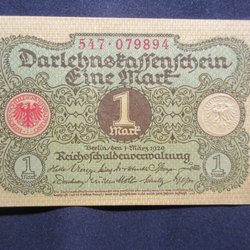 547·079894
Darlehnskassenschein
Eine Mark
1
Mark
Berlin, den 1. März 1920
Reichsschuldenverwaltung
1 1